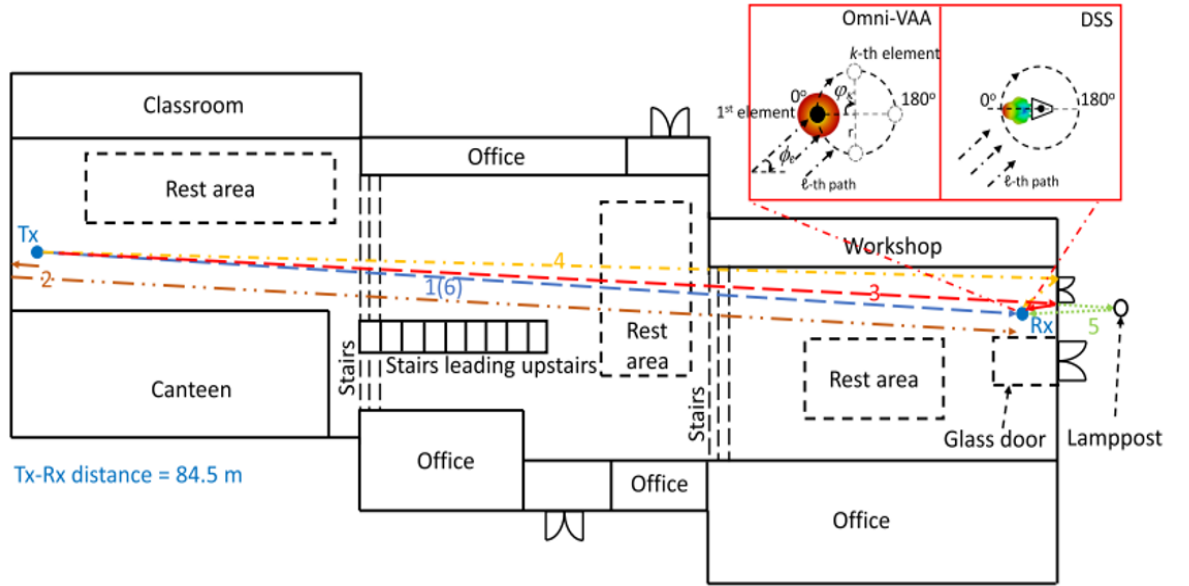 Omni-VAA
DSS
k-th element
0°
φk
180°
1st element
r
ϕℓ
ℓ-th path
0°
180°
ℓ-th path
Classroom
Office
Rest area
Tx
Workshop
4
2
1(6)
3
Rx
5
Rest
area
Stairs
Stairs leading upstairs
Rest area
Canteen
Stairs
Glass door
Lamppost
Office
Tx-Rx distance = 84.5 m
Office
Office